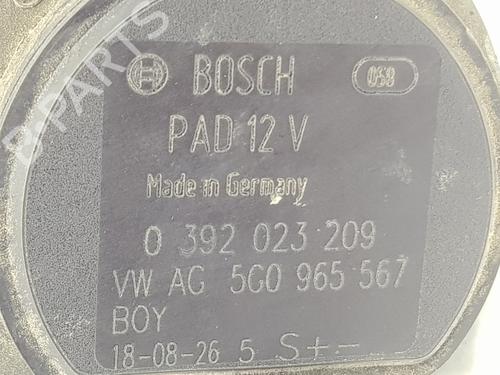 B-PARTS
BOSCH 058
PAD 12 V
Made in Germany
0 392 023 209
VW AG 5G0 965 567
BOY
18-08-26 5 S+-